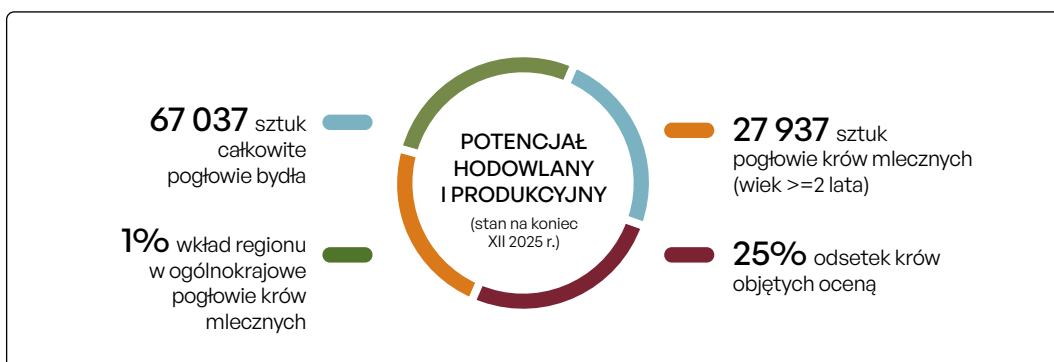 67 037 sztuk
całkowite
pogłowie bydła
1% wkład regionu
w ogólnokrajowe
pogłowie krów
mlecznych
POTENCJAŁ
HODOWLANY
I PRODUKCYJNY
(stan na koniec
XII 2025 r.)
27 937 sztuk
pogłowie krów mlecznych
(wiek >=2 lata)
25% odsetek krów
objętych oceną